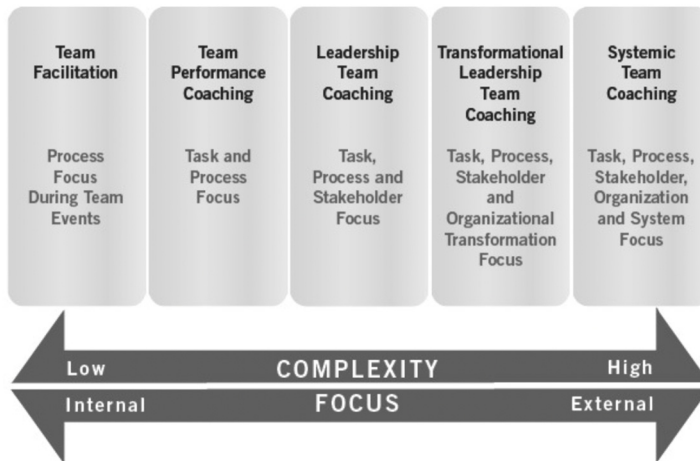 Team
Facilitation
Process
Focus
During Team
Events
Team
Performance
Coaching
Task and
Process
Focus
Leadership
Team
Coaching
Task,
Process and
Stakeholder
Focus
Transformational
Leadership
Team
Coaching
Task, Process,
Stakeholder
and
Organizational
Transformation
Focus
Systemic
Team
Coaching
Task, Process,
Stakeholder,
Organization
and System
Focus
Low COMPLEXITY High
Internal FOCUS External